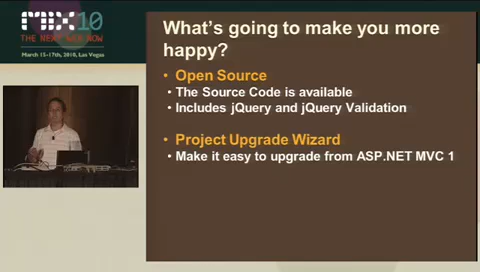 MIX10
THE NEXT WEB NOW
March 15–17th, 2010, Las Vegas
What's going to make you more
happy?
• Open Source
• The Source Code is available
• Includes jQuery and jQuery Validation
• Project Upgrade Wizard
• Make it easy to upgrade from ASP.NET MVC 1